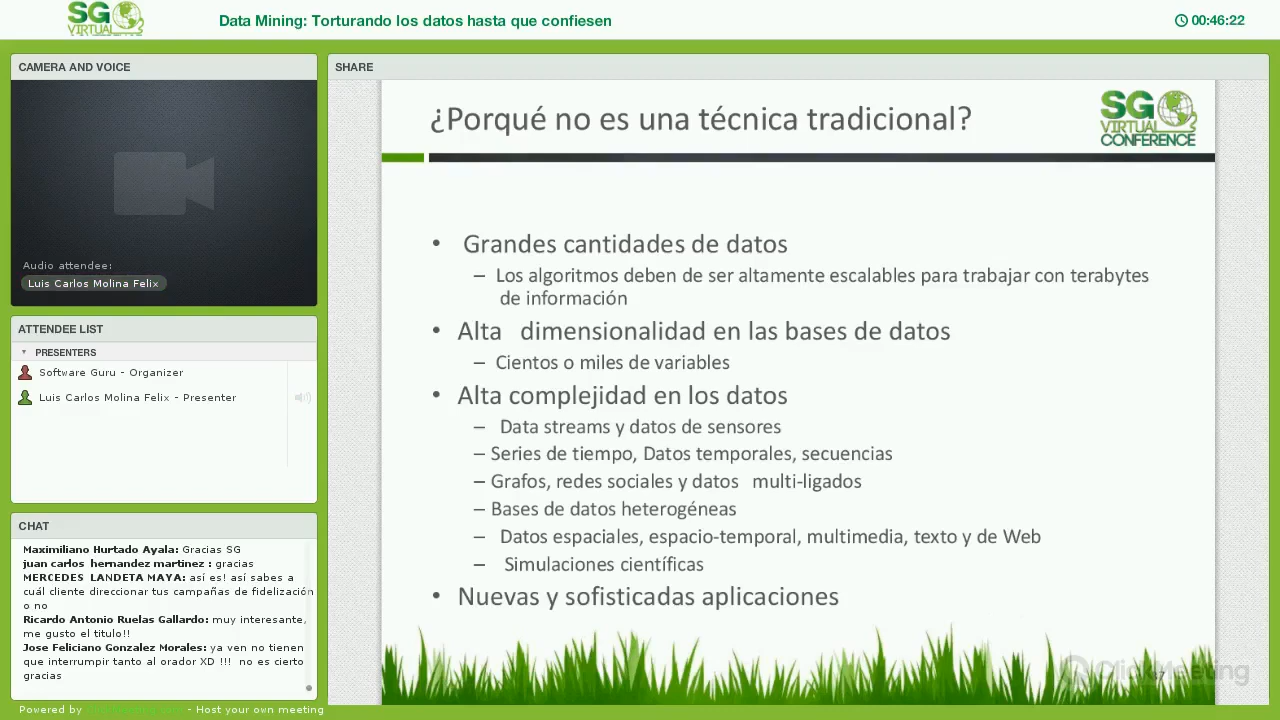 SG
VIRTUAL
Data Mining: Torturando los datos hasta que confiesen
00:46:22
CAMERA AND VOICE
Audio attendee:
Luis Carlos Molina Felix
ATTENDEE LIST
PRESENTERS
Software Guru - Organizer
Luis Carlos Molina Felix - Presenter
CHAT
Maximiliano Hurtado Ayala: Gracias SG
juan carlos hernandez martinez : gracias
MERCEDES LANDETA MAYA: así es! así sabes a
cuál cliente direccionar tus campañas de fidelización
o no
Ricardo Antonio Ruelas Gallardo: muy interesante,
me gusto el titulo!!
Jose Feliciano Gonzalez Morales: ya ven no tienen
que interrumpir tanto al orador XD !!! no es cierto
gracias
Powered by - Host your own meeting
SHARE
¿Porqué no es una técnica tradicional?
SG
VIRTUAL
CONFERENCE
• Grandes cantidades de datos
– Los algoritmos deben de ser altamente escalables para trabajar con terabytes
de información
• Alta dimensionalidad en las bases de datos
– Cientos o miles de variables
• Alta complejidad en los datos
– Data streams y datos de sensores
– Series de tiempo, Datos temporales, secuencias
– Grafos, redes sociales y datos multi-ligados
– Bases de datos heterogéneas
– Datos espaciales, espacio-temporal, multimedia, texto y de Web
– Simulaciones científicas
• Nuevas y sofisticadas aplicaciones
ClickMeeting